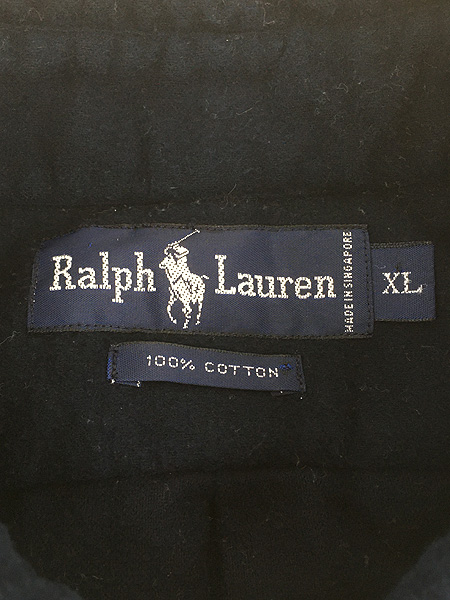 Ralph Lauren
MADE IN SINGAPORE
XL
100% COTTON